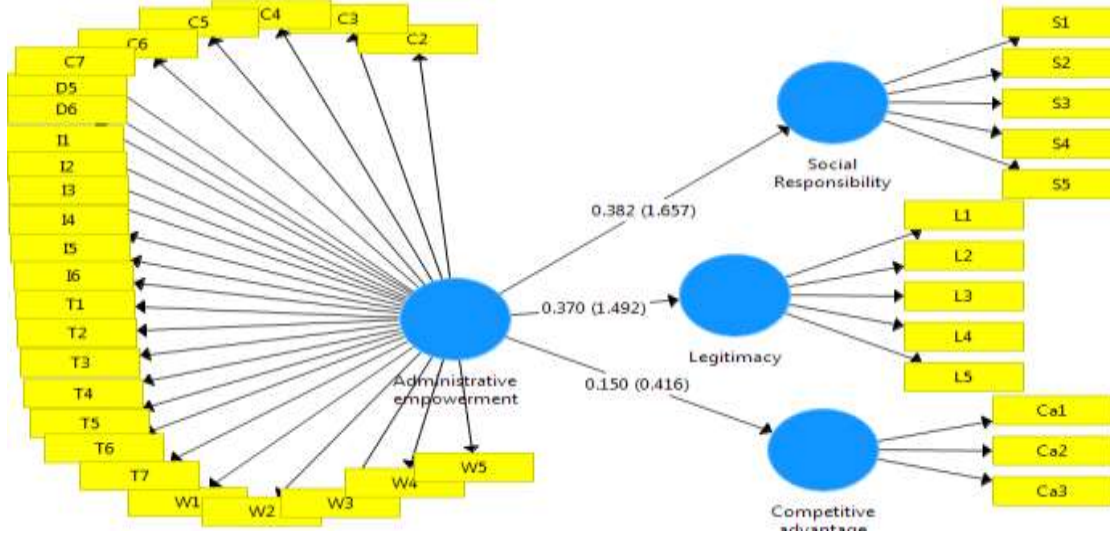 C5
C4
C3
C2
C6
C7
D5
D6
I1
I2
I3
I4
I5
I6
T1
T2
T3
T4
T5
T6
T7
W1
W2
W3
W4
W5
Administrative
empowerment
0.382 (1.657)
0.370 (1.492)
0.150 (0.416)
Social
Responsibility
S1
S2
S3
S4
S5
Legitimacy
L1
L2
L3
L4
L5
Competitive
advantage
Ca1
Ca2
Ca3